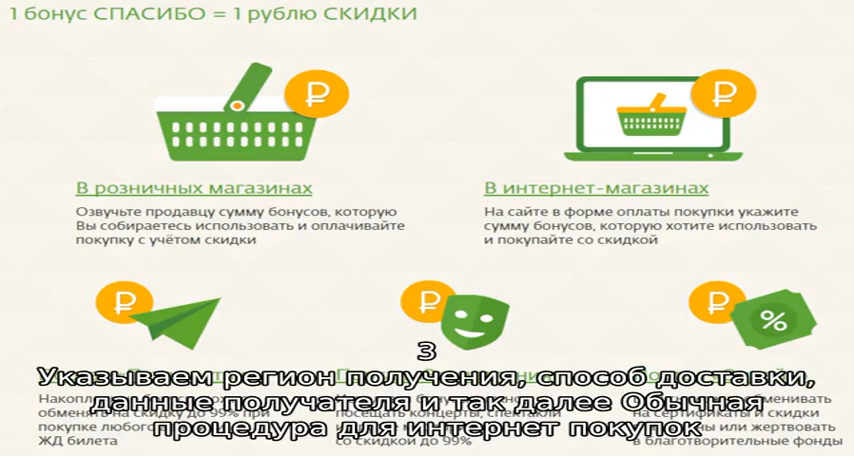 1 бонус СПАСИБО = 1 рублю СКИДКИ
₽
₽
В розничных магазинах
В интернет-магазинах
Озвучьте продавцу сумму бонусов, которую
Вы собираетесь использовать и оплачивайте
покупку с учётом скидки
На сайте в форме оплаты покупки укажите
сумму бонусов, которую хотите использовать
и покупайте со скидкой
₽
₽
₽
%
3
Указываем регион получения, способ доставки,
данные получателя и так далее Обычная
процедура для интернет покупок
обменять на скидку до 99% при
покупке
ЖД билета
посещать концерты, спектакли
со скидкой до 99%
обменивать
на сертификаты и скидки
или жертвовать
в благотворительные фонды